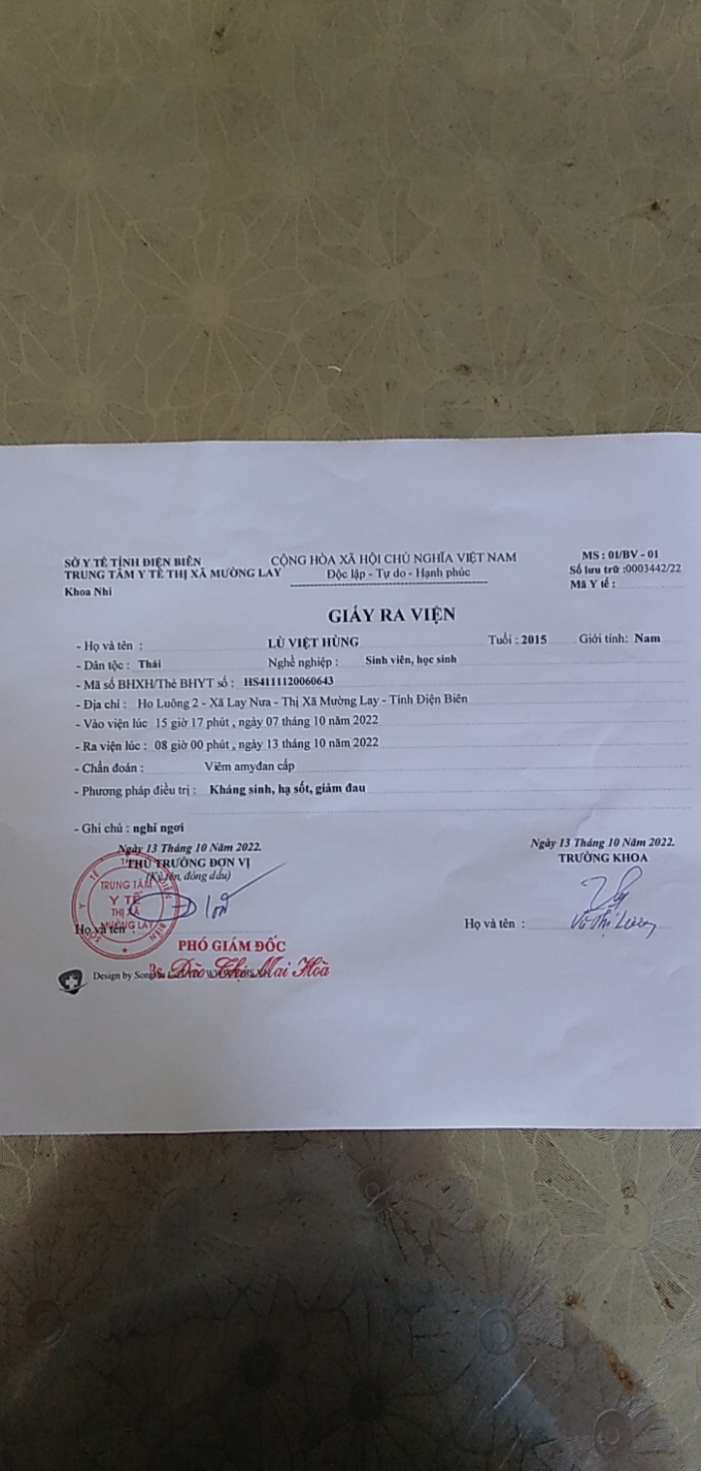 SỞ Y TẾ TỈNH ĐIỆN BIÊN
TRUNG TÂM Y TẾ THỊ XÃ MƯỜNG LAY
Khoa Nhi
CỘNG HÒA XÃ HỘI CHỦ NGHĨA VIỆT NAM
Độc lập - Tự do - Hạnh phúc
MS : 01/BV - 01
Số lưu trữ :0003442/22
Mã Y tế :
GIẤY RA VIỆN
- Họ và tên : LÙ VIỆT HÙNG Tuổi : 2015 Giới tính: Nam
- Dân tộc : Thái Nghề nghiệp : Sinh viên, học sinh
- Mã số BHXH/Thẻ BHYT số : HS4111120060643
- Địa chỉ : Ho Luông 2 - Xã Lay Nưa - Thị Xã Mường Lay - Tỉnh Điện Biên
- Vào viện lúc 15 giờ 17 phút , ngày 07 tháng 10 năm 2022
- Ra viện lúc : 08 giờ 00 phút , ngày 13 tháng 10 năm 2022
- Chẩn đoán : Viêm amyđan cấp
- Phương pháp điều trị : Kháng sinh, hạ sốt, giảm đau
- Ghi chú : nghỉ ngơi
Ngày 13 Tháng 10 Năm 2022.
THỦ TRƯỞNG ĐƠN VỊ
(Ký tên, đóng dấu)
TRUNG TÂM
Y TẾ
THỊ XÃ
MƯỜNG LAY
Họ và tên :
PHÓ GIÁM ĐỐC
Bs. Đào Thị Mai Hoà
Design by
Ngày 13 Tháng 10 Năm 2022.
TRƯỞNG KHOA
Họ và tên : Vũ Thị